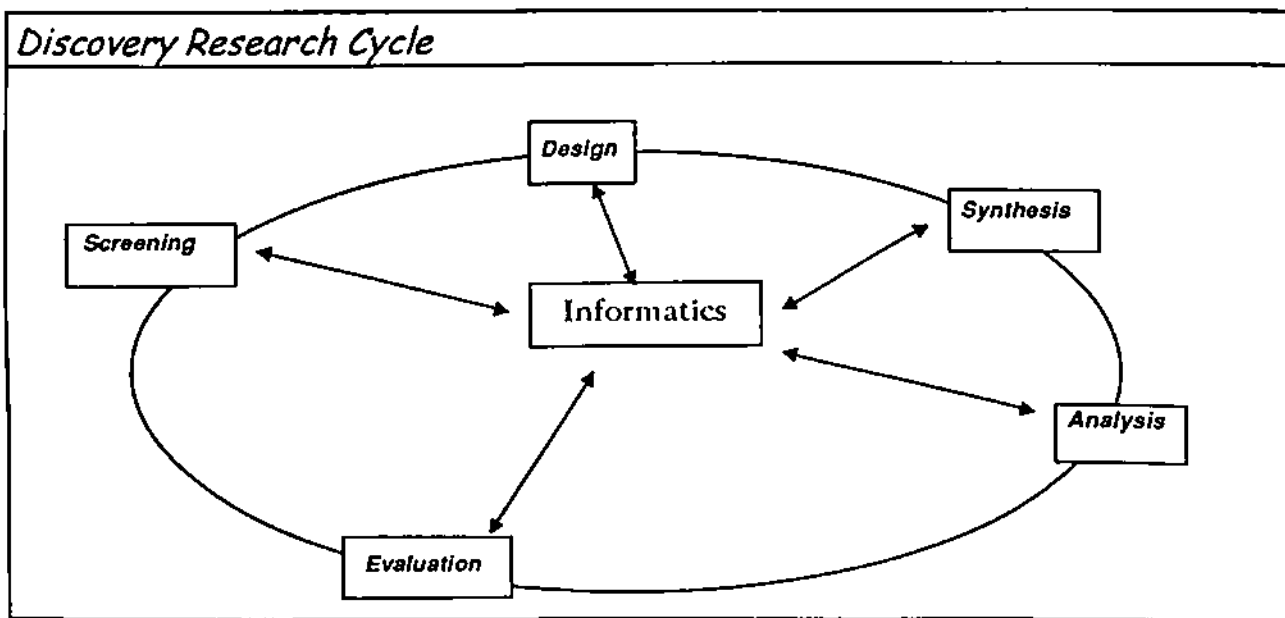 Discovery Research Cycle
Design
Synthesis
Screening
Informatics
Analysis
Evaluation